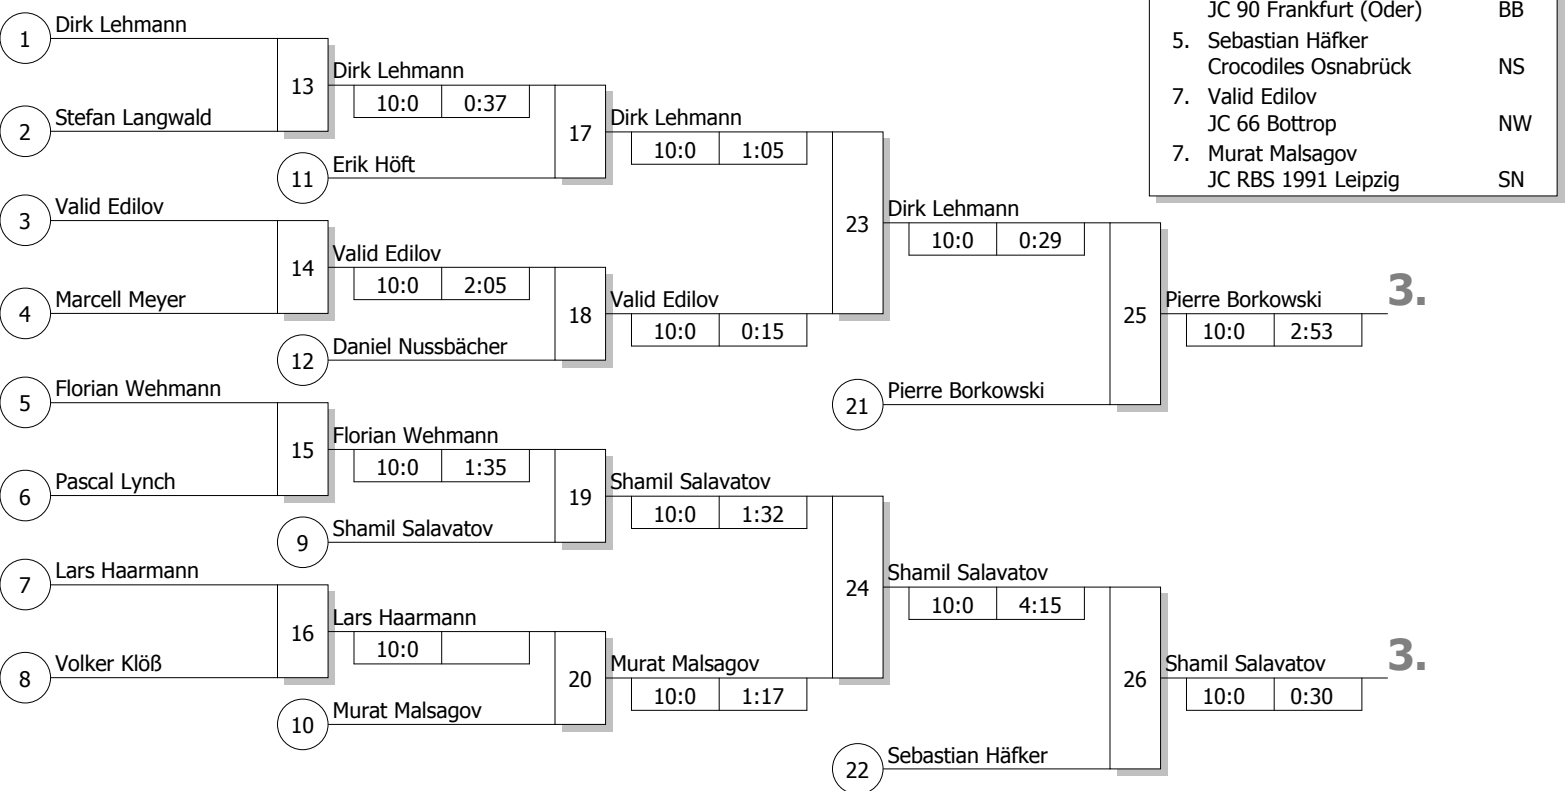 JC 90 Frankfurt (Oder) BB
5. Sebastian Häfker
Crocodiles Osnabrück NS
7. Valid Edilov
JC 66 Bottrop NW
7. Murat Malsagov
JC RBS 1991 Leipzig SN
1 Dirk Lehmann
2 Stefan Langwald
3 Valid Edilov
4 Marcell Meyer
5 Florian Wehmann
6 Pascal Lynch
7 Lars Haarmann
8 Volker Klöß
13 Dirk Lehmann
10:0 0:37
11 Erik Höft
14 Valid Edilov
10:0 2:05
12 Daniel Nussbächer
15 Florian Wehmann
10:0 1:35
9 Shamil Salavatov
16 Lars Haarmann
10:0
10 Murat Malsagov
17 Dirk Lehmann
10:0 1:05
18 Valid Edilov
10:0 0:15
19 Shamil Salavatov
10:0 1:32
20 Murat Malsagov
10:0 1:17
23 Dirk Lehmann
10:0 0:29
21 Pierre Borkowski
24 Shamil Salavatov
10:0 4:15
22 Sebastian Häfker
25 Pierre Borkowski 3.
10:0 2:53
26 Shamil Salavatov 3.
10:0 0:30